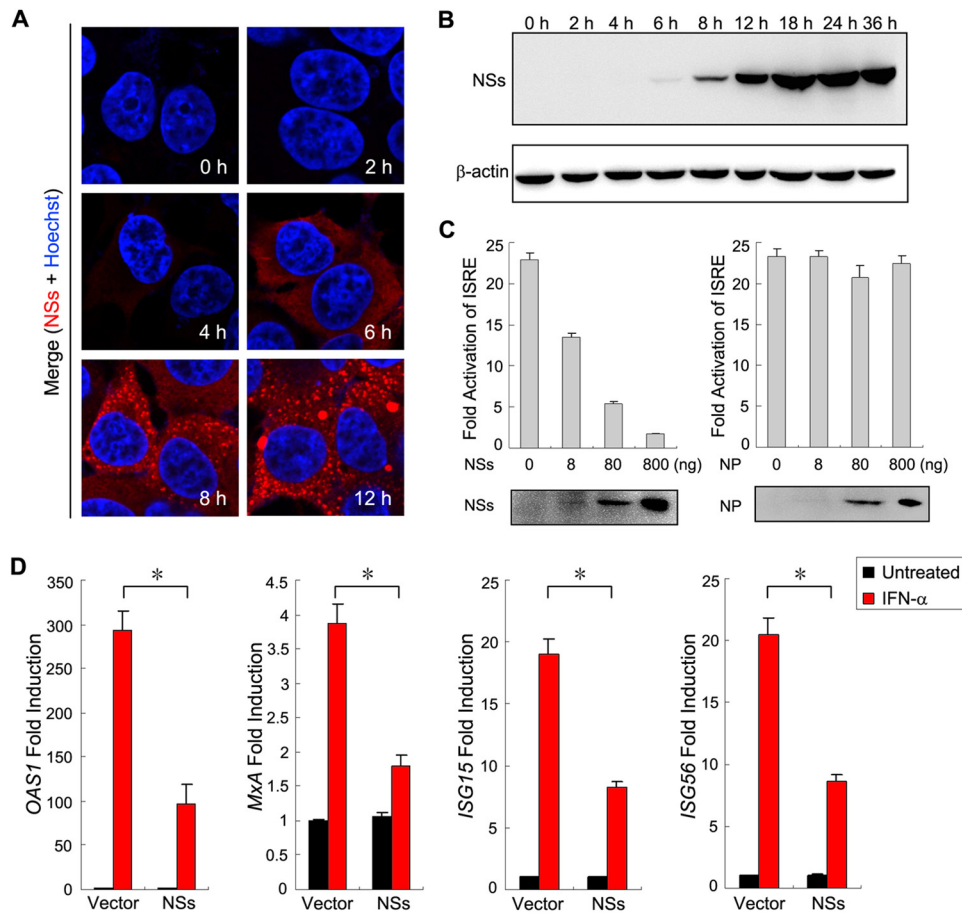 A
Merge (NSs + Hoechst)
0 h
2 h
4 h
6 h
8 h
12 h
B
0 h 2 h 4 h 6 h 8 h 12 h 18 h 24 h 36 h
NSs
β-actin
C
Fold Activation of ISRE
25
20
15
10
5
0
NSs 0 8 80 800 (ng)
NSs
Fold Activation of ISRE
25
20
15
10
5
0
NP 0 8 80 800 (ng)
NP
D
OAS1 Fold Induction
350
300
250
200
150
100
50
0
*
Vector NSs
MxA Fold Induction
4.5
4
3.5
3
2.5
2
1.5
1
0.5
0
*
Vector NSs
ISG15 Fold Induction
20
15
10
5
0
*
Vector NSs
ISG56 Fold Induction
25
20
15
10
5
0
*
Vector NSs
Untreated
IFN-α